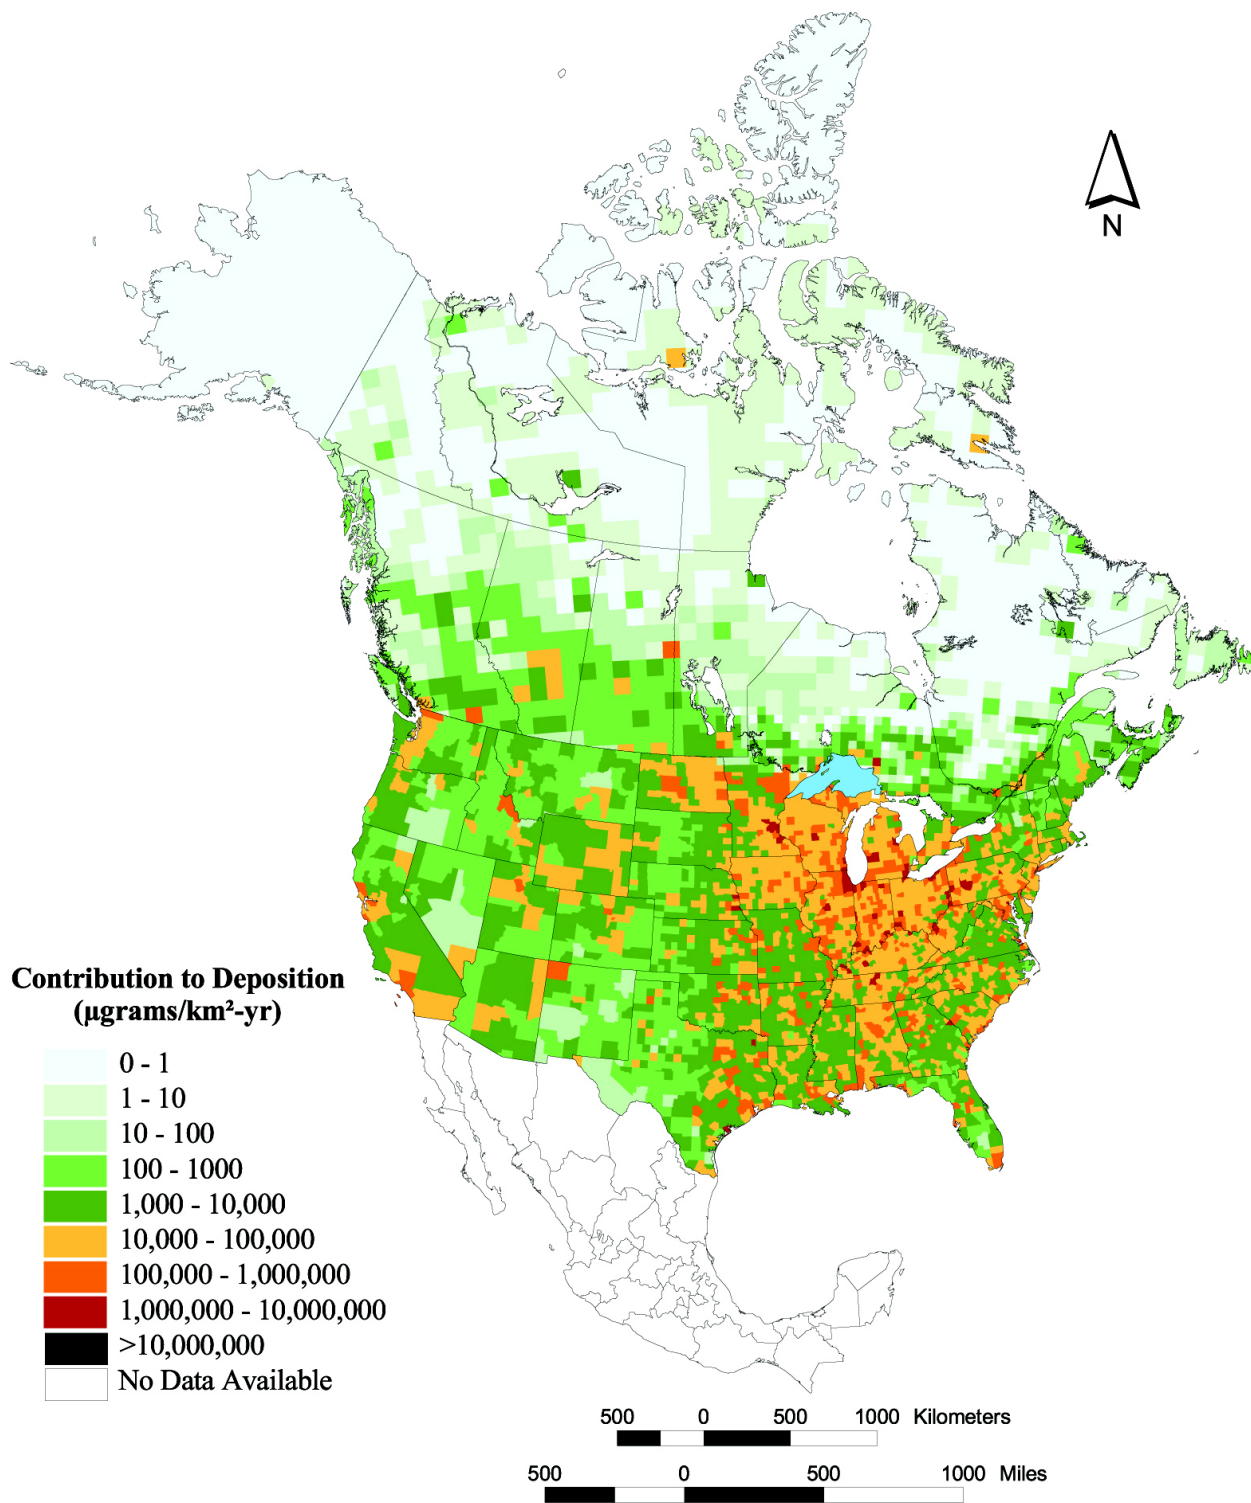 N
Contribution to Deposition
(µgrams/km²-yr)
0 - 1
1 - 10
10 - 100
100 - 1000
1,000 - 10,000
10,000 - 100,000
100,000 - 1,000,000
1,000,000 - 10,000,000
>10,000,000
No Data Available
500 0 500 1000 Kilometers
500 0 500 1000 Miles